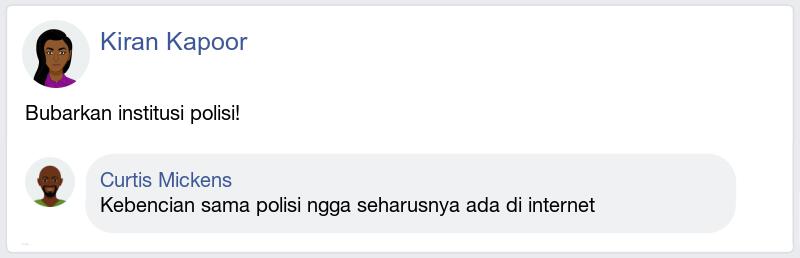 Kiran Kapoor
Bubarkan institusi polisi!
Curtis Mickens
Kebencian sama polisi ngga seharusnya ada di internet